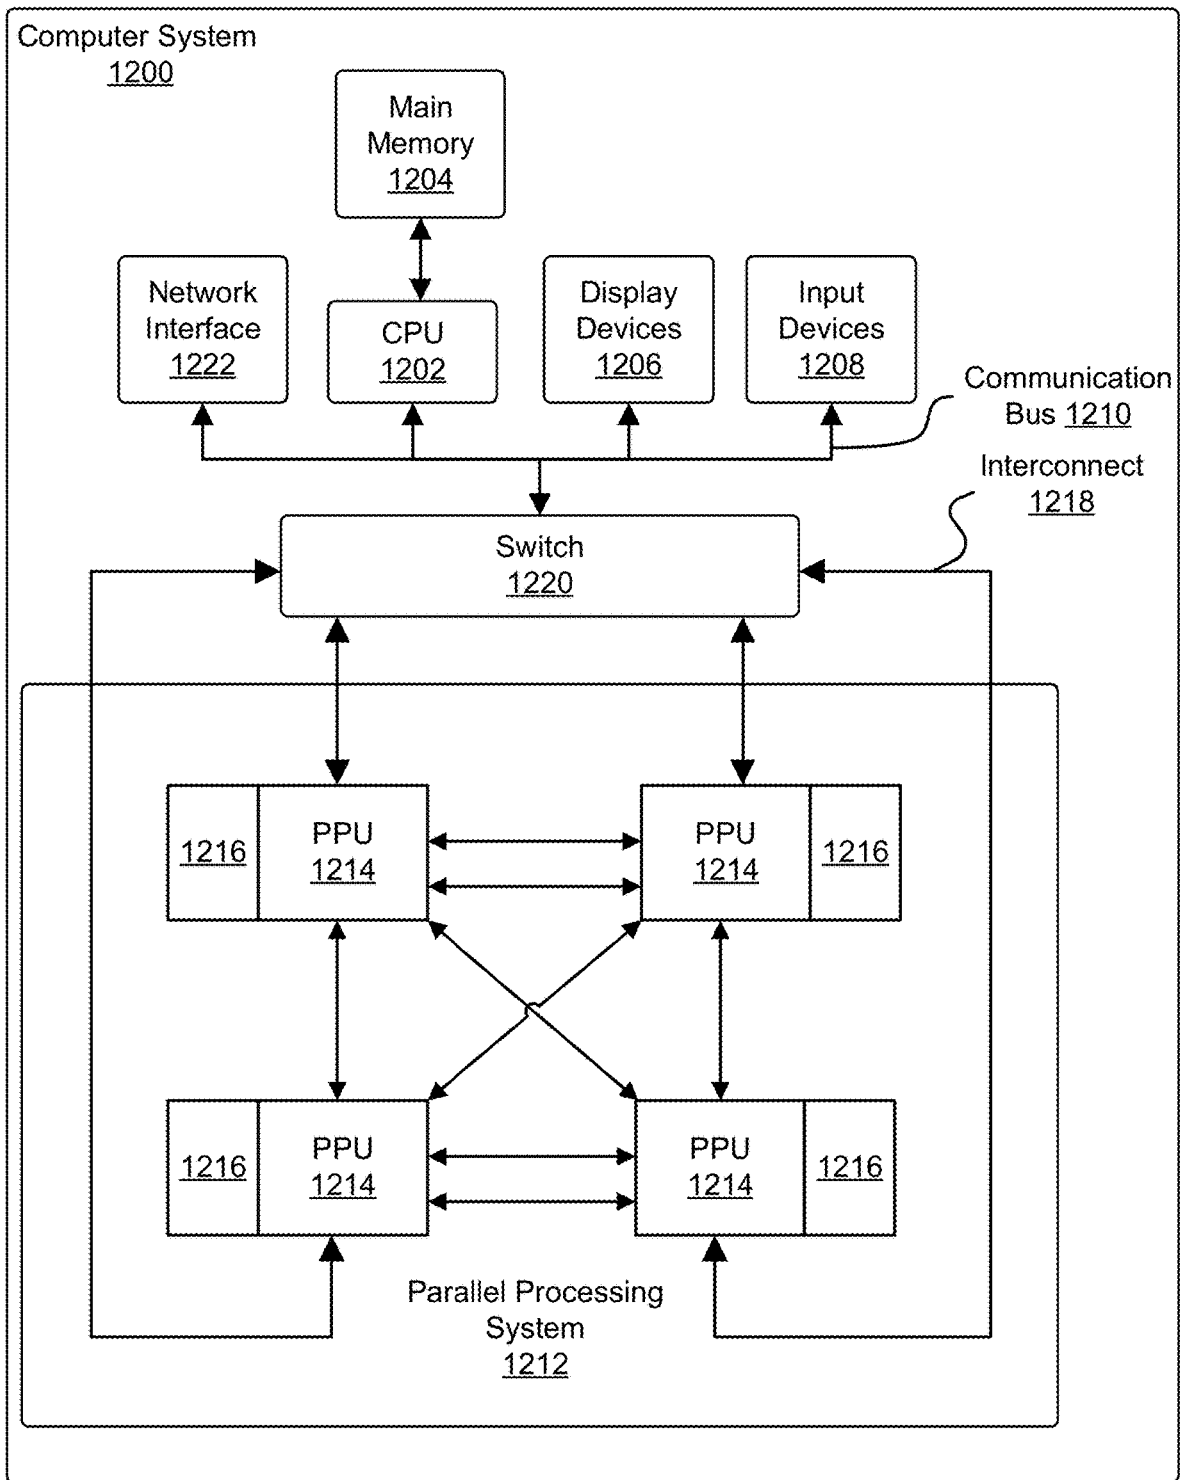 Computer System
1200
Main
Memory
1204
Network
Interface
1222
CPU
1202
Display
Devices
1206
Input
Devices
1208
Communication
Bus 1210
Interconnect
1218
Switch
1220
1216
PPU
1214
PPU
1214
1216
1216
PPU
1214
PPU
1214
1216
Parallel Processing
System
1212